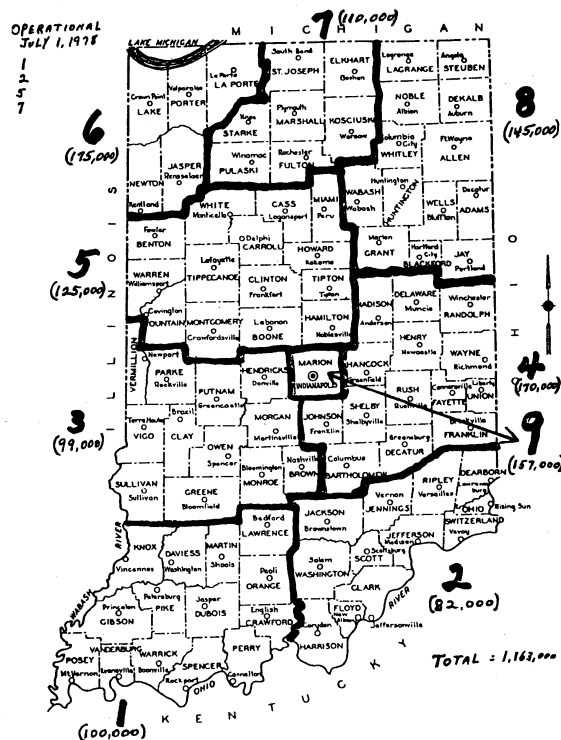 OPERATIONAL
JULY 1, 1978
1
2
5
7
7 (110,000)
LAKE MICHIGAN
M I C H I G A N
South Bend
ST. JOSEPH
ELKHART
Goshen
Lagrange
LAGRANGE
Angola
STEUBEN
La Porte
LA PORTE
Valparaiso
PORTER
Crown Point
LAKE
NOBLE
Albion
DEKALB
Auburn
8
(145,000)
6
(175,000)
Plymouth
MARSHALL
Knox
STARKE
KOSCIUSKO
Warsaw
Columbia
City
WHITLEY
Ft. Wayne
ALLEN
Winamac
PULASKI
Rochester
FULTON
JASPER
Rensselaer
NEWTON
Kentland
WHITE
Monticello
CASS
Logansport
MIAMI
Peru
WABASH
Wabash
Huntington
HUNTINGTON
WELLS
Bluffton
Decatur
ADAMS
Fowler
BENTON
Delphi
CARROLL
HOWARD
Kokomo
Marion
GRANT
Hartford
City
BLACKFORD
JAY
Portland
5
(125,000)
WARREN
Williamsport
Lafayette
TIPPECANOE
CLINTON
Frankfort
TIPTON
Tipton
MADISON
Anderson
DELAWARE
Muncie
Winchester
RANDOLPH
Covington
FOUNTAIN
MONTGOMERY
Crawfordsville
Lebanon
BOONE
HAMILTON
Noblesville
HENRY
Newcastle
WAYNE
Richmond
I L L I N O I S
O H I O
VERMILLION
Newport
PARKE
Rockville
HENDRICKS
Danville
MARION
INDIANAPOLIS
HANCOCK
Greenfield
4
(170,000)
PUTNAM
Greencastle
RUSH
Rushville
Connersville
FAYETTE
Liberty
UNION
3
(99,000)
Terre Haute
VIGO
Brazil
CLAY
MORGAN
Martinsville
JOHNSON
Franklin
SHELBY
Shelbyville
Brookville
FRANKLIN
9
(157,000)
OWEN
Spencer
Greensburg
DECATUR
SULLIVAN
Sullivan
GREENE
Bloomfield
Bloomington
MONROE
Nashville
BROWN
Columbus
BARTHOLOMEW
DEARBORN
Lawrenceburg
RIPLEY
Versailles
Vernon
JENNINGS
OHIO
Rising Sun
SWITZERLAND
Vevay
JACKSON
Brownstown
JEFFERSON
Madison
Bedford
LAWRENCE
KNOX
Vincennes
DAVIESS
Washington
MARTIN
Shoals
Scottsburg
SCOTT
Salem
WASHINGTON
2
(82,000)
WABASH RIVER
Paoli
ORANGE
CLARK
RIVER
Petersburg
PIKE
Jasper
DUBOIS
English
CRAWFORD
FLOYD
New
Albany
Jeffersonville
Princeton
GIBSON
Corydon
HARRISON
VANDERBURGH
Evansville
WARRICK
Boonville
SPENCER
Rockport
PERRY
Cannelton
POSEY
Mt. Vernon
OHIO
TOTAL = 1,163,000
K E N T U C K Y
1
(100,000)